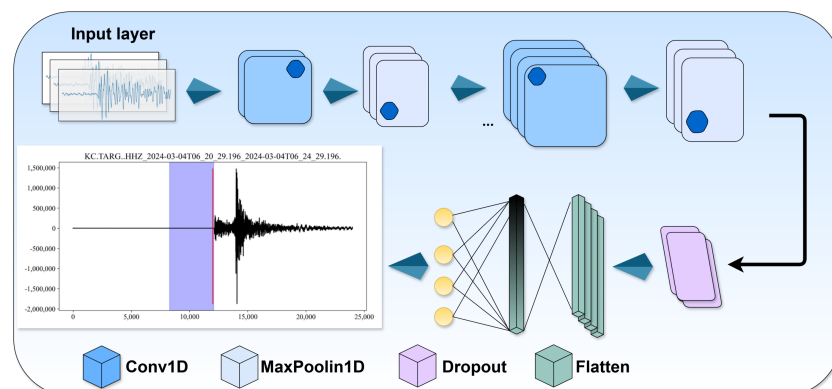 Input layer
...
KC.TARG..HHZ_2024-03-04T06_20_29.196_2024-03-04T06_24_29.196.
1,500,000
1,000,000
500,000
0
-500,000
-1,000,000
-1,500,000
-2,000,000
0 5,000 10,000 15,000 20,000 25,000
Conv1D MaxPoolin1D Dropout Flatten